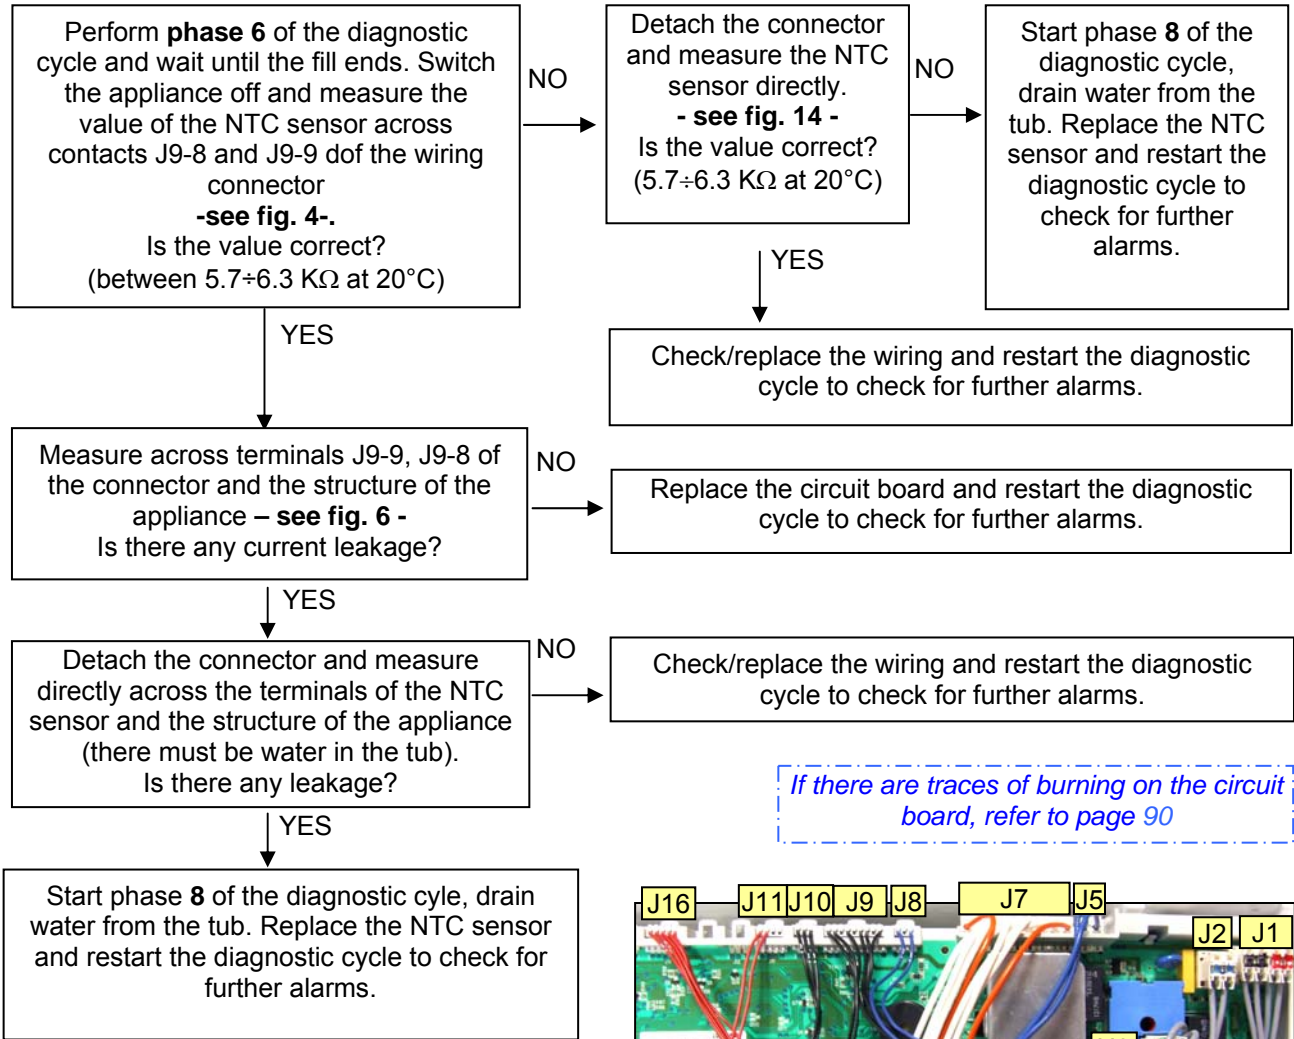 Perform phase 6 of the diagnostic
cycle and wait until the fill ends. Switch
the appliance off and measure the
value of the NTC sensor across
contacts J9-8 and J9-9 dof the wiring
connector
-see fig. 4-.
Is the value correct?
(between 5.7÷6.3 KΩ at 20°C)
NO
Detach the connector
and measure the NTC
sensor directly.
- see fig. 14 -
Is the value correct?
(5.7÷6.3 KΩ at 20°C)
NO
Start phase 8 of the
diagnostic cycle,
drain water from the
tub. Replace the NTC
sensor and restart the
diagnostic cycle to
check for further
alarms.
YES
YES
Check/replace the wiring and restart the diagnostic
cycle to check for further alarms.
Measure across terminals J9-9, J9-8 of
the connector and the structure of the
appliance – see fig. 6 -
Is there any current leakage?
NO
Replace the circuit board and restart the diagnostic
cycle to check for further alarms.
YES
Detach the connector and measure
directly across the terminals of the NTC
sensor and the structure of the appliance
(there must be water in the tub).
Is there any leakage?
NO
Check/replace the wiring and restart the diagnostic
cycle to check for further alarms.
If there are traces of burning on the circuit
board, refer to page 90
YES
Start phase 8 of the diagnostic cyle, drain
water from the tub. Replace the NTC sensor
and restart the diagnostic cycle to check for
further alarms.
J16 J11 J10 J9 J8 J7 J5 J2 J1